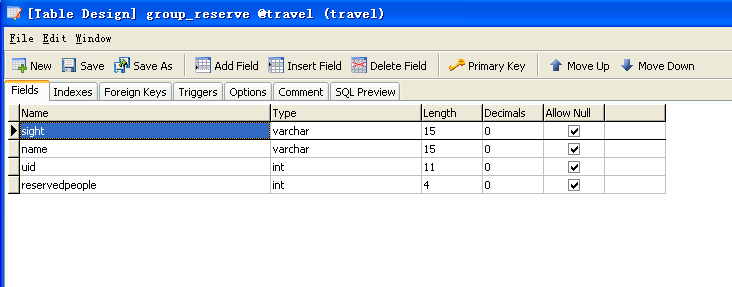 [Table Design] group_reserve @travel (travel)
File Edit Window
New Save Save As Add Field Insert Field Delete Field Primary Key Move Up Move Down
Fields Indexes Foreign Keys Triggers Options Comment SQL Preview
Name Type Length Decimals Allow Null
sight varchar 15 0
name varchar 15 0
uid int 11 0
reservedpeople int 4 0